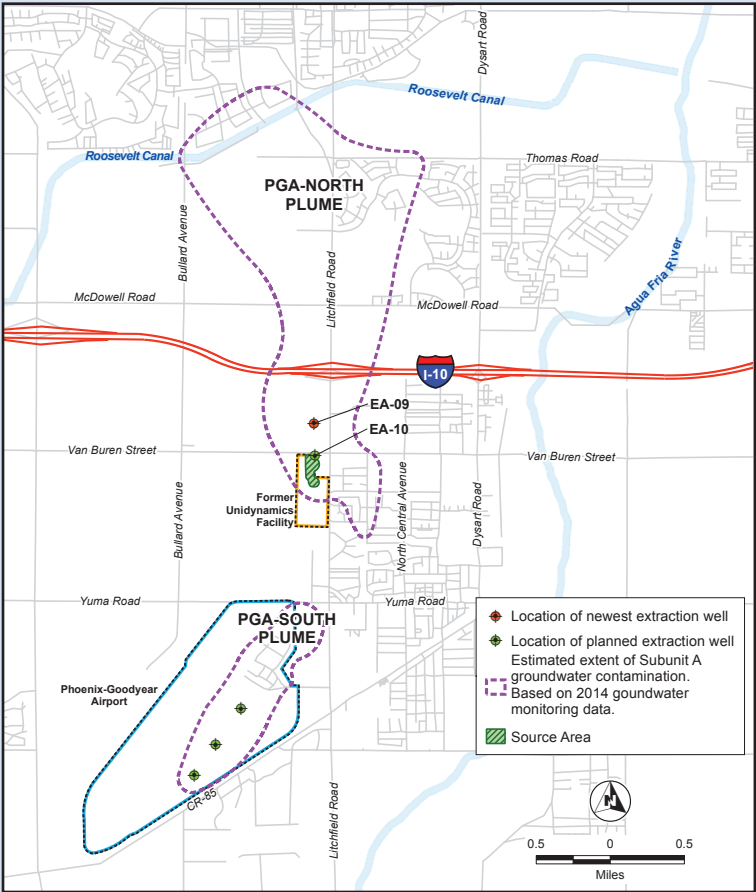 Dysart Road
Roosevelt Canal
Roosevelt Canal
Thomas Road
PGA-NORTH
PLUME
Bullard Avenue
Litchfield Road
Agua Fria River
McDowell Road
McDowell Road
I-10
EA-09
EA-10
Van Buren Street
Van Buren Street
Former
Unidynamics
Facility
North Central Avenue
Dysart Road
Bullard Avenue
Yuma Road
Yuma Road
PGA-SOUTH
PLUME
Phoenix-Goodyear
Airport
CR-85
Litchfield Road
Location of newest extraction well
Location of planned extraction well
Estimated extent of Subunit A
groundwater contamination.
Based on 2014 goundwater
monitoring data.
Source Area
N
0.5 0 0.5
Miles